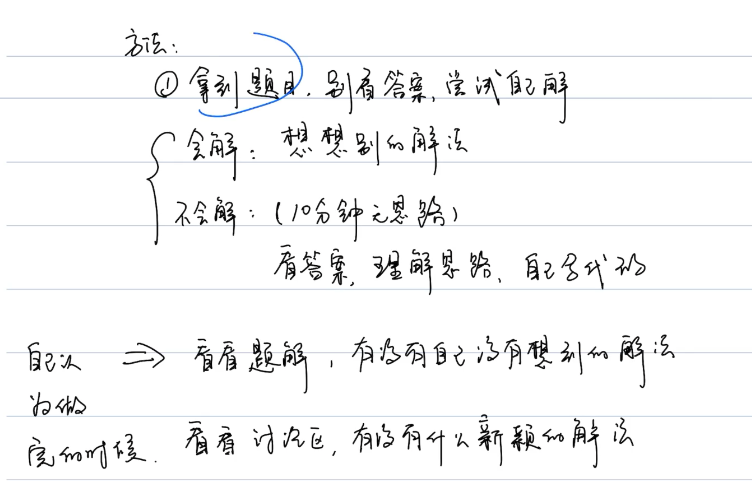 方法:
① 拿到题目,别看答案,尝试自己解
会解: 想想别的解法
不会解: (10分钟无思路)
看答案,理解思路、自己写代码
自己认为做完的时候. ⇒ 看看题解,有没有自己没有想到的解法
看看讨论区,有没有什么新颖的解法